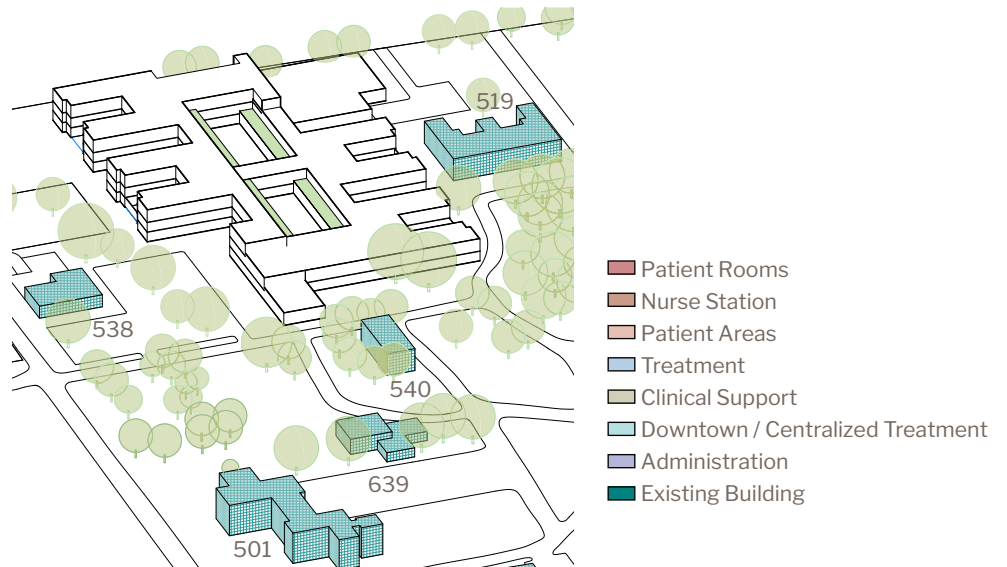 519
538
540
639
501
Patient Rooms
Nurse Station
Patient Areas
Treatment
Clinical Support
Downtown / Centralized Treatment
Administration
Existing Building